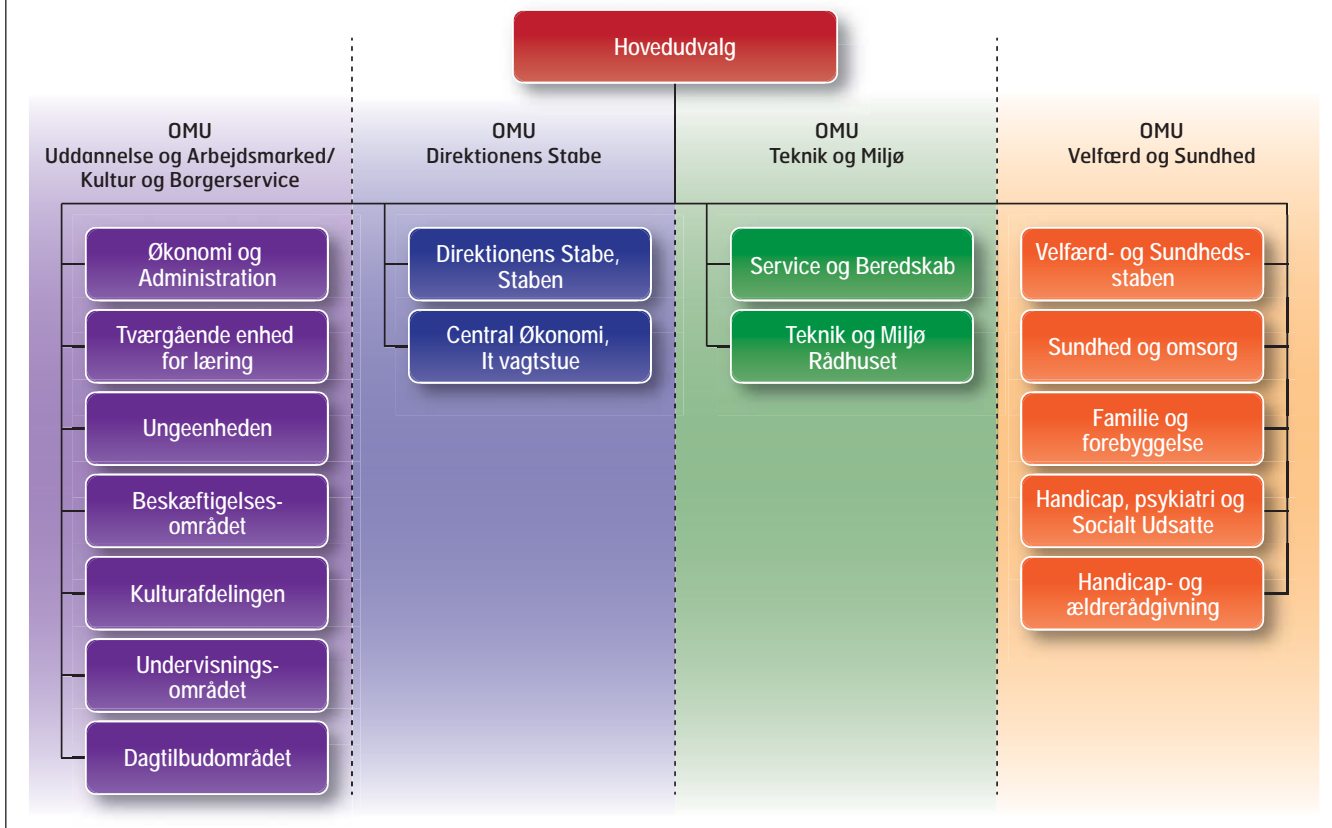 Hovedudvalg
OMU
Uddannelse og Arbejdsmarked/
Kultur og Borgerservice
Økonomi og
Administration
Tværgående enhed
for læring
Ungeenheden
Beskæftigelses-
området
Kulturafdelingen
Undervisnings-
området
Dagtilbudområdet
OMU
Direktionens Stabe
Direktionens Stabe,
Staben
Central Økonomi,
It vagtstue
OMU
Teknik og Miljø
Service og Beredskab
Teknik og Miljø
Rådhuset
OMU
Velfærd og Sundhed
Velfærd- og Sundheds-
staben
Sundhed og omsorg
Familie og
forebyggelse
Handicap, psykiatri og
Socialt Udsatte
Handicap- og
ældrerådgivning